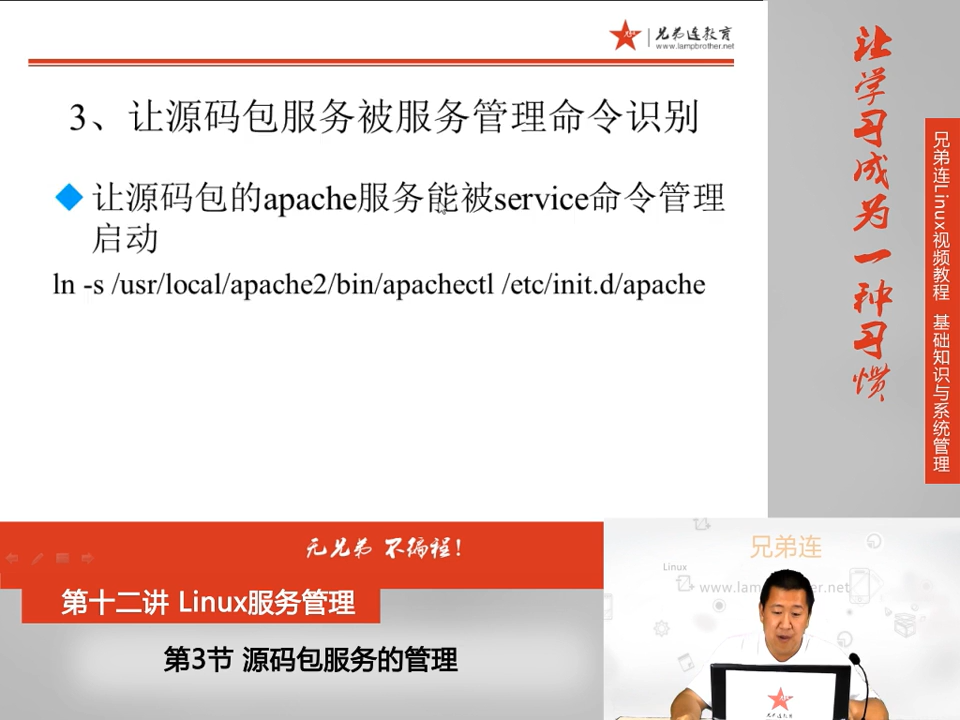 兄弟连教育
www.lampbrother.net
3、让源码包服务被服务管理命令识别
让源码包的apache服务能被service命令管理
启动
ln -s /usr/local/apache2/bin/apachectl /etc/init.d/apache
让学习成为一种习惯
兄弟连Linux视频教程 基础知识与系统管理
无兄弟 不编程!
第十二讲 Linux服务管理
第3节 源码包服务的管理
兄弟连
Linux